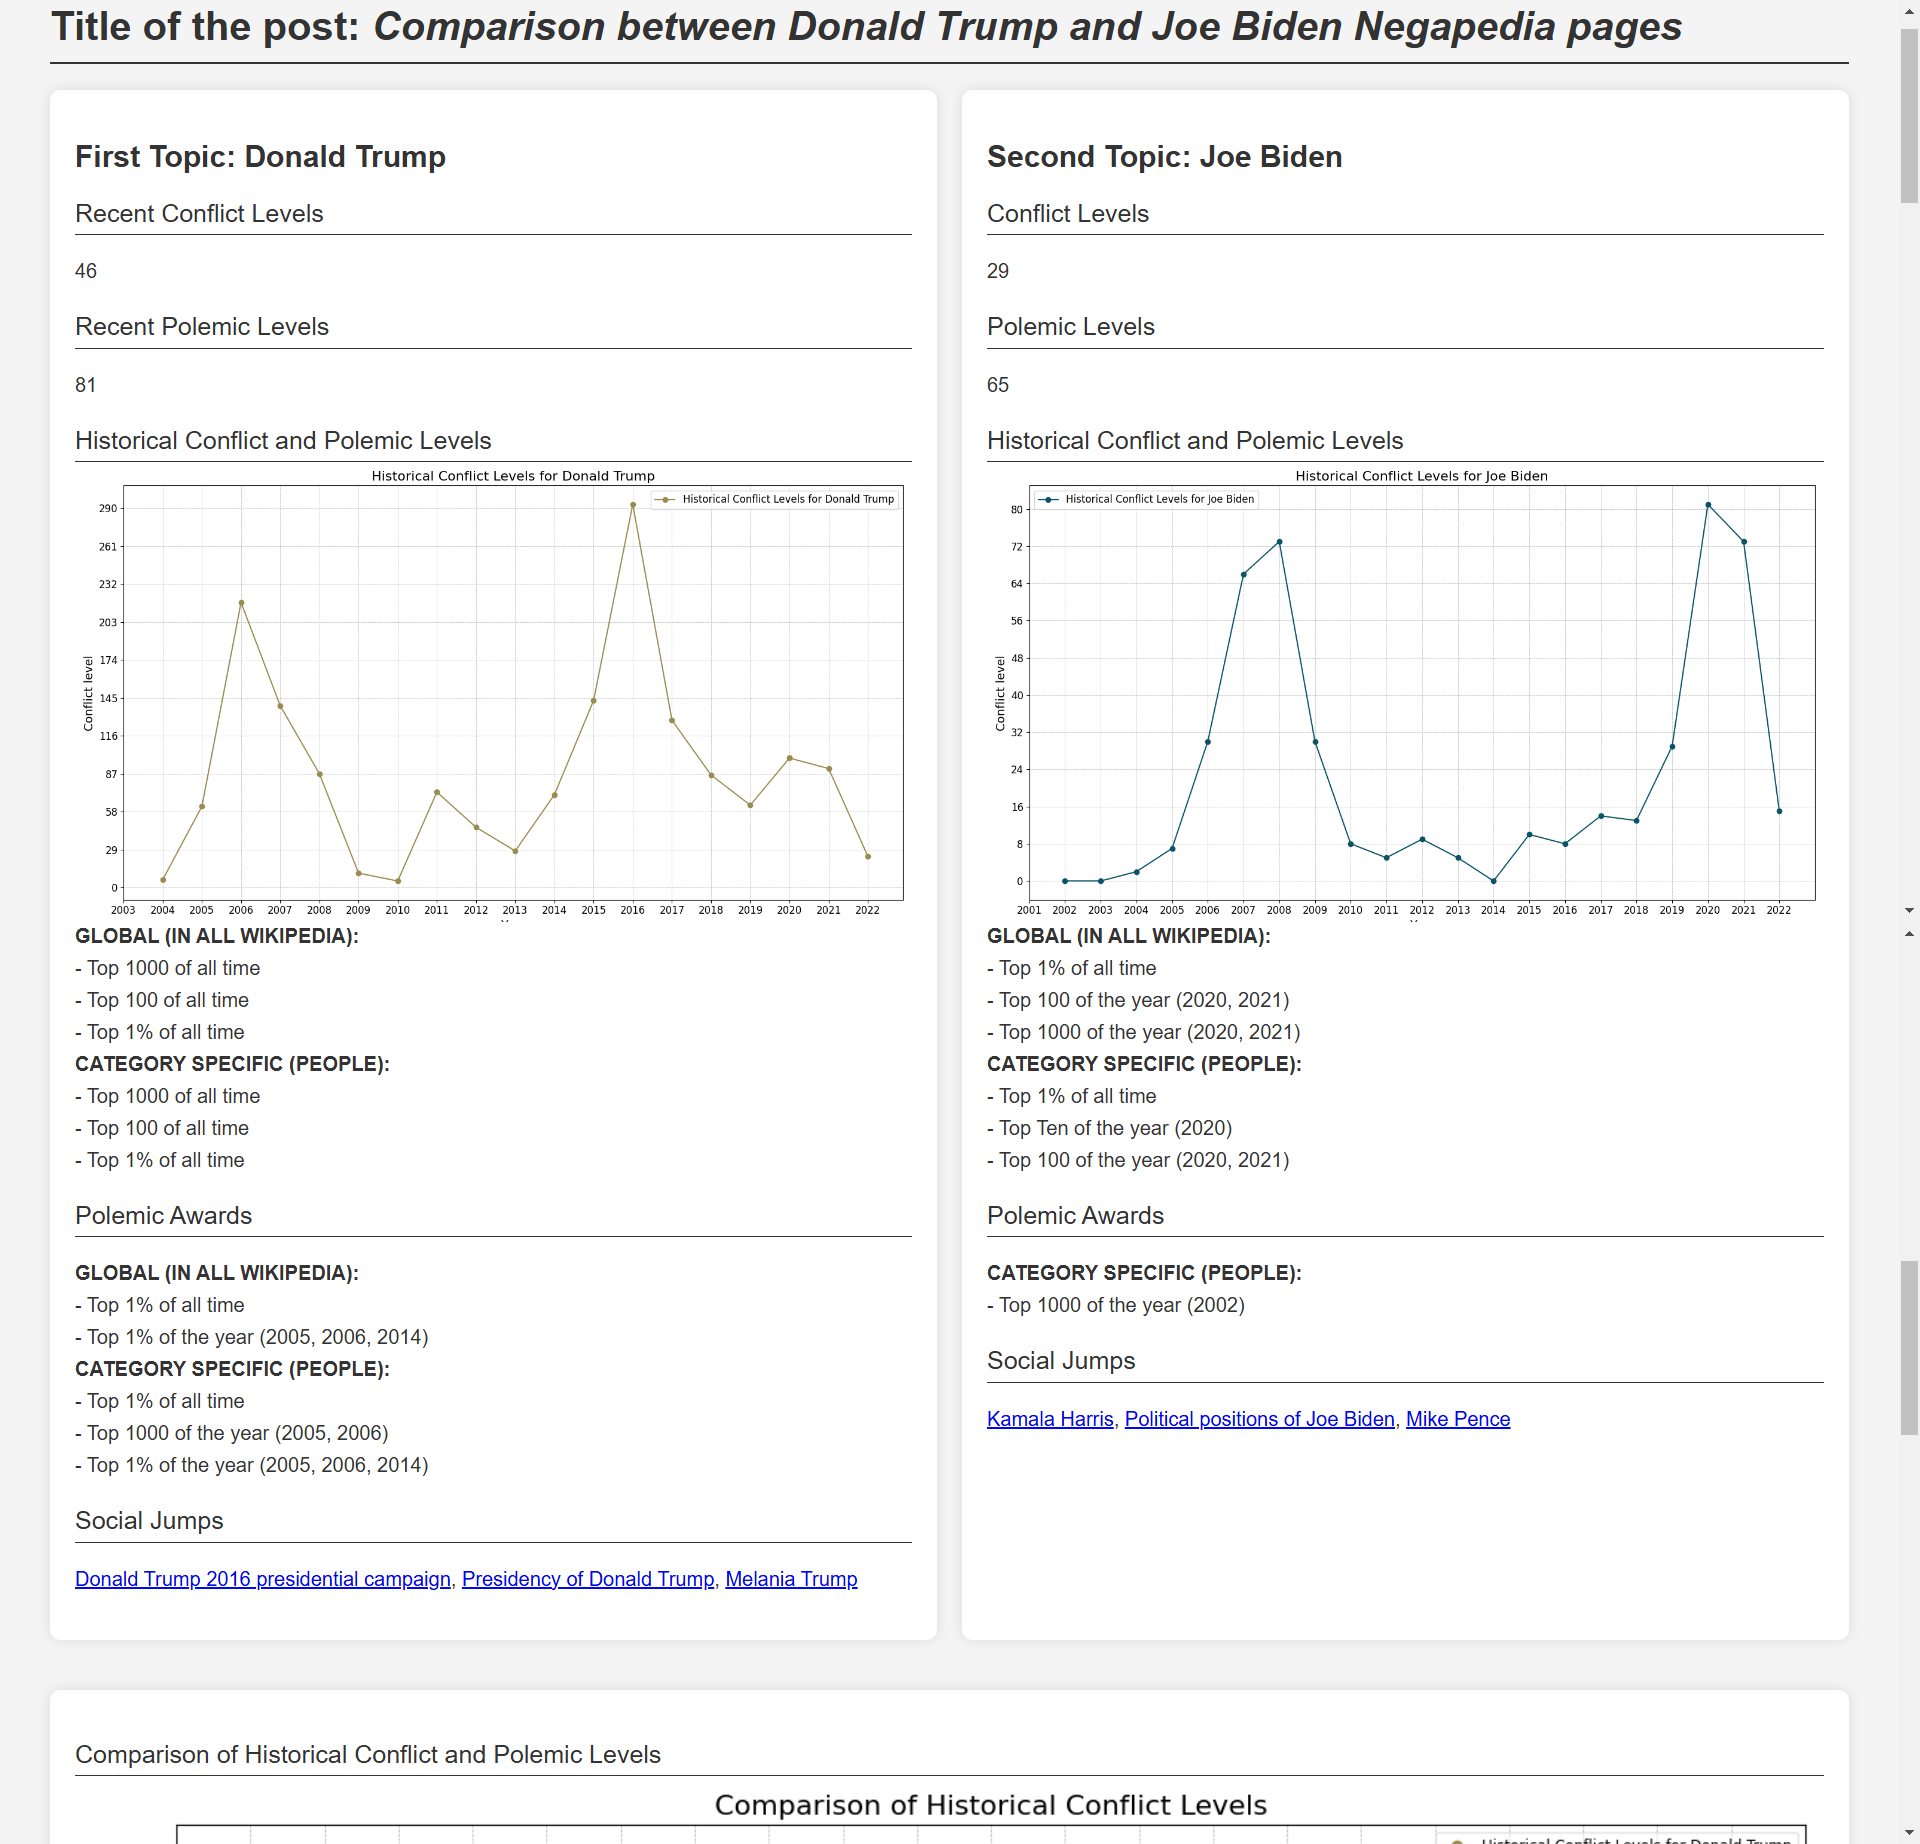 Title of the post: Comparison between Donald Trump and Joe Biden Negapedia pages
First Topic: Donald Trump
Recent Conflict Levels
46
Recent Polemic Levels
81
Historical Conflict and Polemic Levels
Historical Conflict Levels for Donald Trump
Historical Conflict Levels for Donald Trump
290
261
232
203
174
145
116
87
58
29
0
Conflict level
2003 2004 2005 2006 2007 2008 2009 2010 2011 2012 2013 2014 2015 2016 2017 2018 2019 2020 2021 2022
GLOBAL (IN ALL WIKIPEDIA):
- Top 1000 of all time
- Top 100 of all time
- Top 1% of all time
CATEGORY SPECIFIC (PEOPLE):
- Top 1000 of all time
- Top 100 of all time
- Top 1% of all time
Polemic Awards
GLOBAL (IN ALL WIKIPEDIA):
- Top 1% of all time
- Top 1% of the year (2005, 2006, 2014)
CATEGORY SPECIFIC (PEOPLE):
- Top 1% of all time
- Top 1000 of the year (2005, 2006)
- Top 1% of the year (2005, 2006, 2014)
Social Jumps
Donald Trump 2016 presidential campaign, Presidency of Donald Trump, Melania Trump
Second Topic: Joe Biden
Conflict Levels
29
Polemic Levels
65
Historical Conflict and Polemic Levels
Historical Conflict Levels for Joe Biden
Historical Conflict Levels for Joe Biden
80
72
64
56
48
40
32
24
16
8
0
Conflict level
2001 2002 2003 2004 2005 2006 2007 2008 2009 2010 2011 2012 2013 2014 2015 2016 2017 2018 2019 2020 2021 2022
GLOBAL (IN ALL WIKIPEDIA):
- Top 1% of all time
- Top 100 of the year (2020, 2021)
- Top 1000 of the year (2020, 2021)
CATEGORY SPECIFIC (PEOPLE):
- Top 1% of all time
- Top Ten of the year (2020)
- Top 100 of the year (2020, 2021)
Polemic Awards
CATEGORY SPECIFIC (PEOPLE):
- Top 1000 of the year (2002)
Social Jumps
Kamala Harris, Political positions of Joe Biden, Mike Pence
Comparison of Historical Conflict and Polemic Levels
Comparison of Historical Conflict Levels
Historical Conflict Levels for Donald Trump